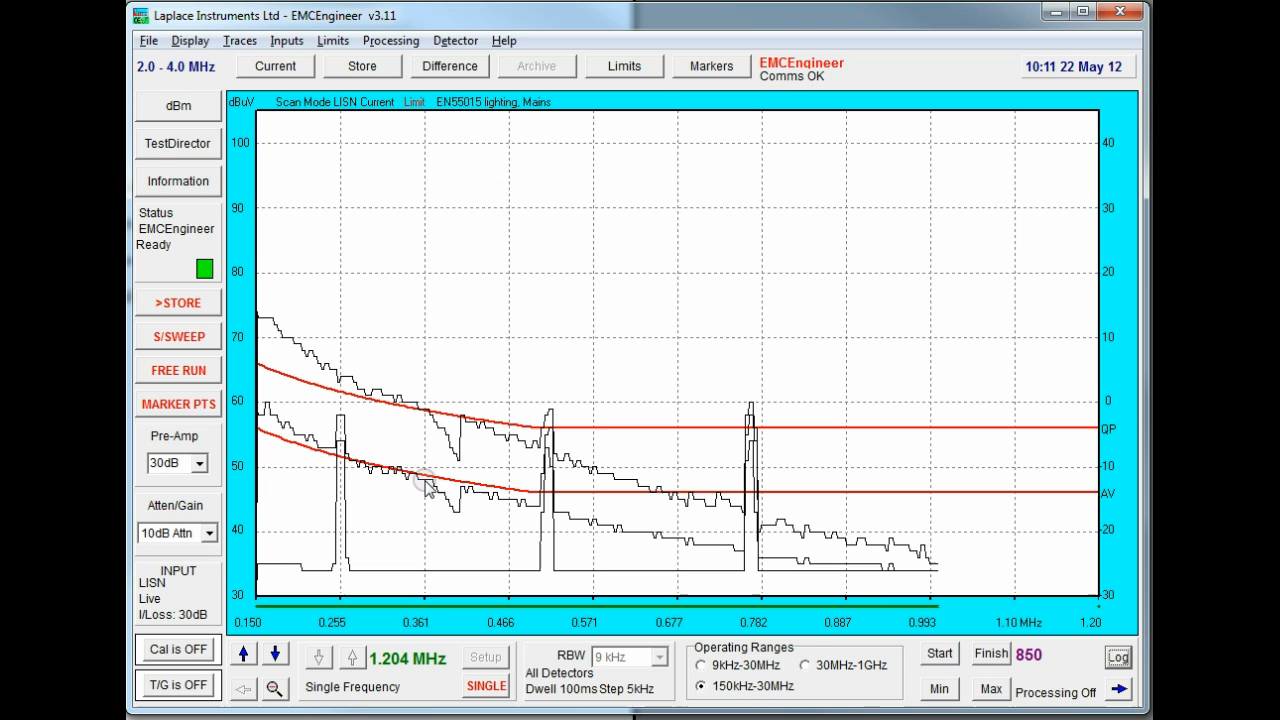 Laplace Instruments Ltd - EMCEngineer v3.11
File Display Traces Inputs Limits Processing Detector Help
2.0 - 4.0 MHz Current Store Difference Archive Limits Markers EMCEngineer 10:11 22 May 12
Comms OK
dBm
TestDirector
Information
Status
EMCEngineer
Ready
>STORE
S/SWEEP
FREE RUN
MARKER PTS
Pre-Amp
30dB
Atten/Gain
10dB Attn
INPUT
LISN
Live
I/Loss: 30dB
Cal is OFF
T/G is OFF
dBuV Scan Mode LISN Current Limit EN55015 lighting, Mains
100 40
90 30
80 20
70 10
60 0
QP
50 -10
AV
40 -20
30 -30
0.150 0.255 0.361 0.466 0.571 0.677 0.782 0.887 0.993 1.10 MHz 1.20
1.204 MHz Setup
Single Frequency SINGLE
RBW 9 kHz
All Detectors
Dwell 100ms Step 5kHz
Operating Ranges
9kHz-30MHz 30MHz-1GHz
150kHz-30MHz
Start Finish 850 Log
Min Max Processing Off